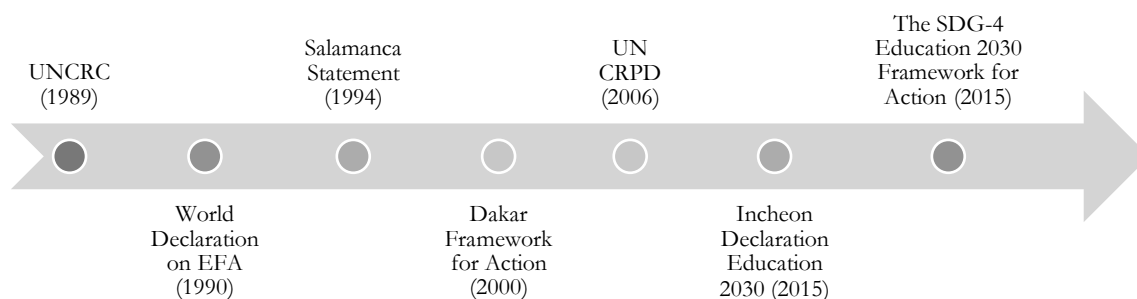 UNCRC
(1989)
World
Declaration
on EFA
(1990)
Salamanca
Statement
(1994)
Dakar
Framework
for Action
(2000)
UN
CRPD
(2006)
Incheon
Declaration
Education
2030 (2015)
The SDG-4
Education 2030
Framework for
Action (2015)